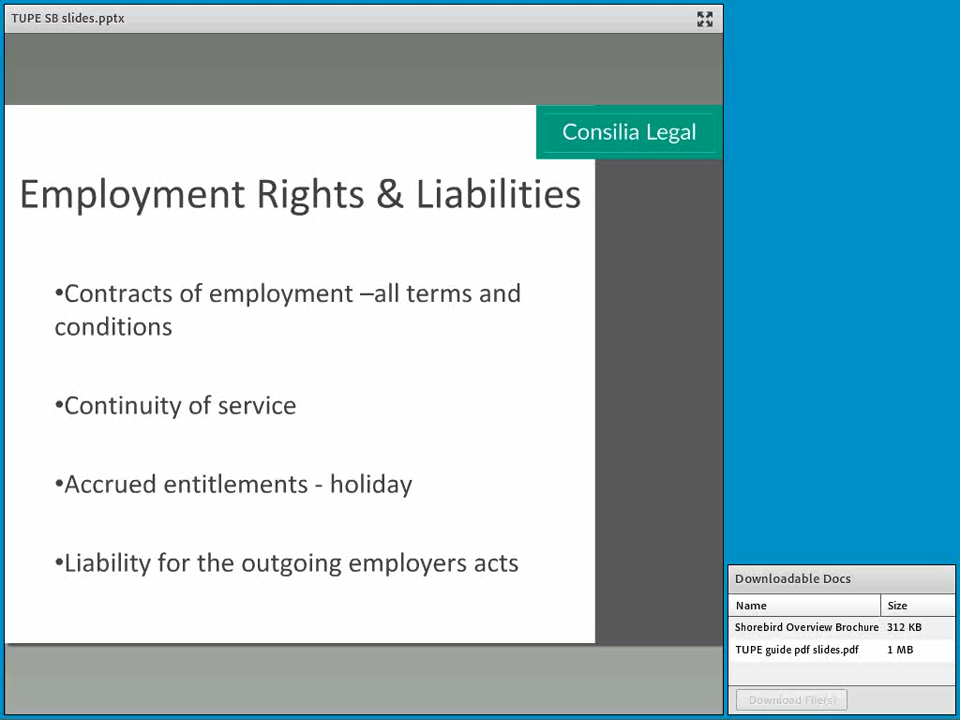 TUPE SB slides.pptx
Consilia Legal
Employment Rights & Liabilities
•Contracts of employment –all terms and
conditions
•Continuity of service
•Accrued entitlements - holiday
•Liability for the outgoing employers acts
Downloadable Docs
Name Size
Shorebird Overview Brochure 312 KB
TUPE guide pdf slides.pdf 1 MB
Download File(s)